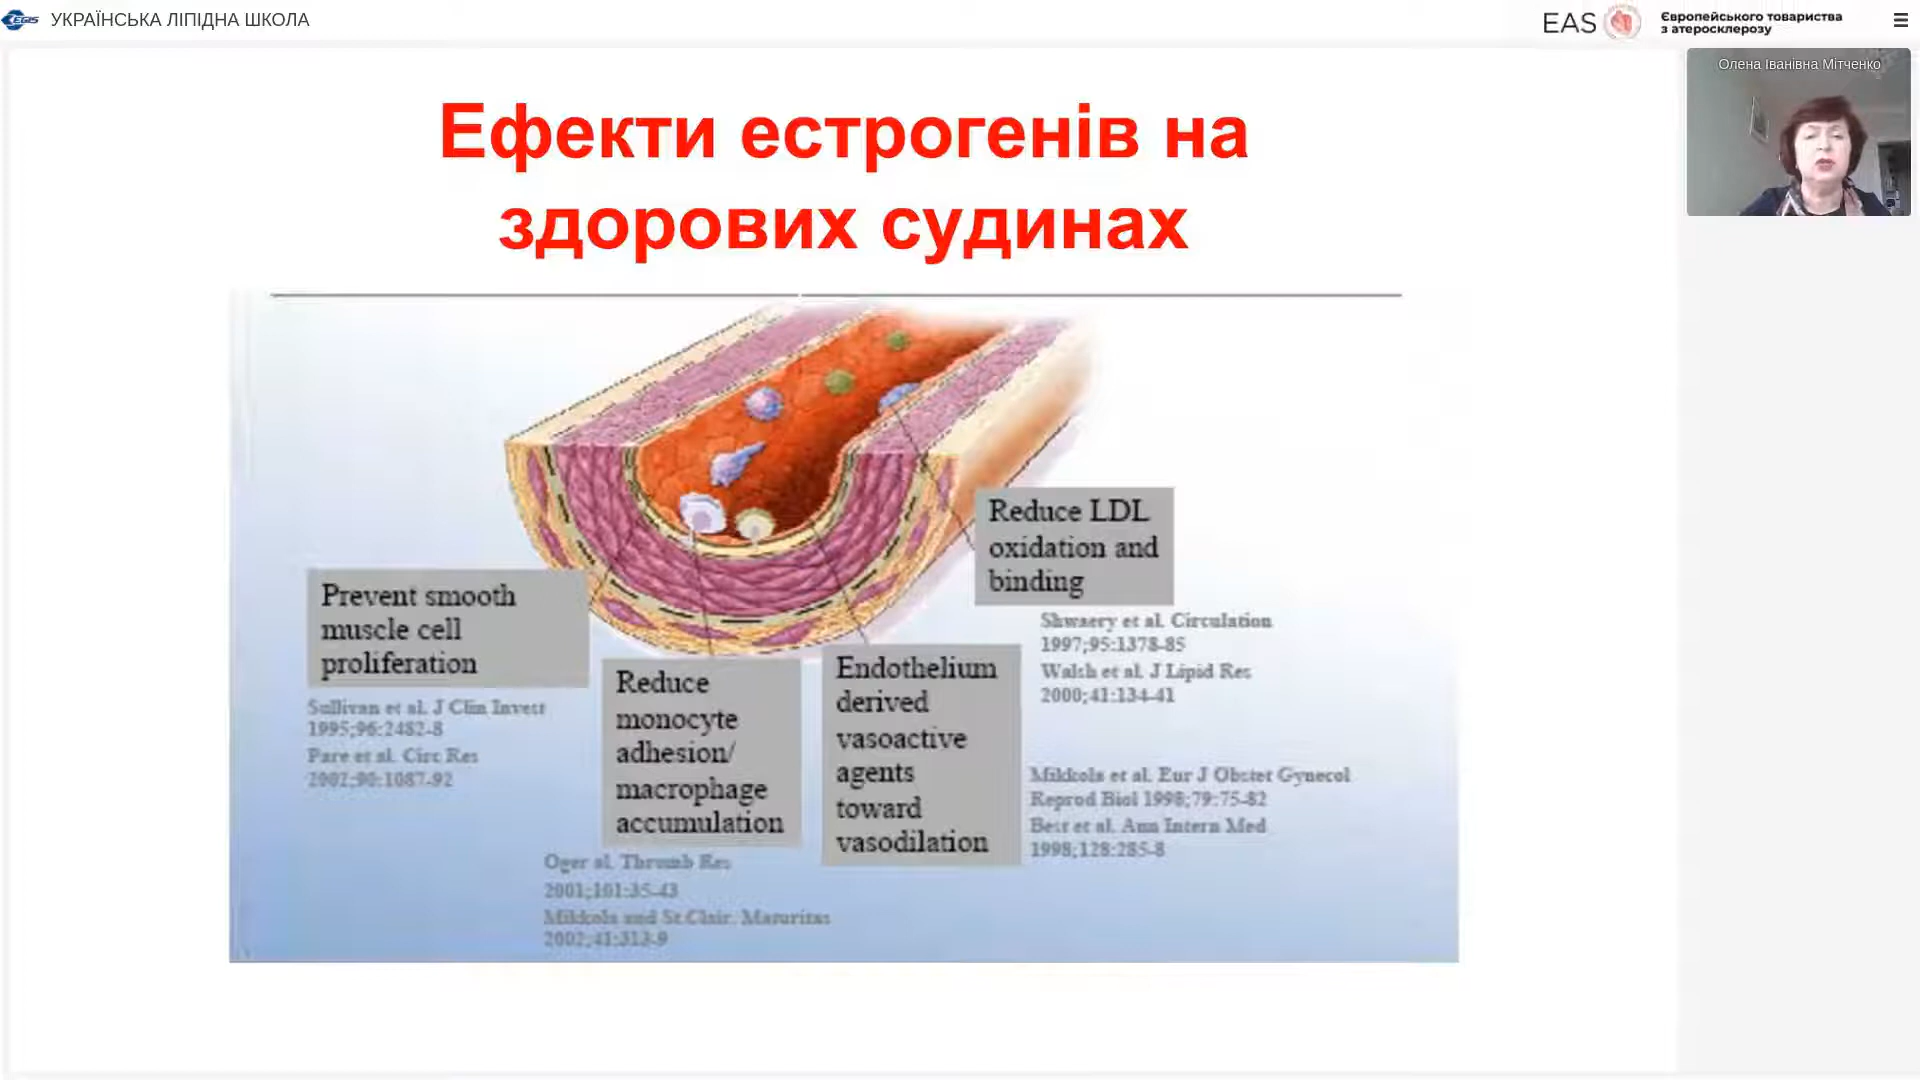 EGIS
УКРАЇНСЬКА ЛІПІДНА ШКОЛА
EAS
Європейського товариства
з атеросклерозу
Олена Іванівна Мітченко
Ефекти естрогенів на
здорових судинах
Reduce LDL
oxidation and
binding
Shwaery et al. Circulation
1997;95:1378-85
Walsh et al. J Lipid Res
2000;41:134-41
Prevent smooth
muscle cell
proliferation
Sullivan et al. J Clin Invest
1995;96:2482-8
Pare et al. Circ Res
2002;90:1087-92
Reduce
monocyte
adhesion/
macrophage
accumulation
Oger al. Thromb Res
2001;101:35-43
Mikkola and St Clair. Maturitas
2002;41:313-9
Endothelium
derived
vasoactive
agents
toward
vasodilation
Mikkola et al. Eur J Obstet Gynecol
Reprod Biol 1998;79:75-82
Best et al. Ann Intern Med
1998;128:285-8